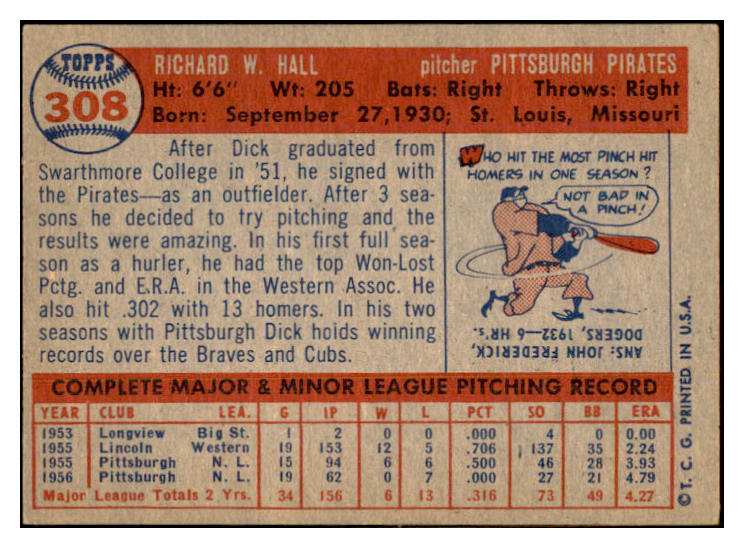 TOPPS
308
RICHARD W. HALL pitcher PITTSBURGH PIRATES
Ht: 6'6" Wt: 205 Bats: Right Throws: Right
Born: September 27,1930; St. Louis, Missouri
After Dick graduated from
Swarthmore College in '51, he signed with
the Pirates—as an outfielder. After 3 sea-
sons he decided to try pitching and the
results were amazing. In his first full sea-
son as a hurler, he had the top Won-Lost
Pctg. and E.R.A. in the Western Assoc. He
also hit .302 with 13 homers. In his two
seasons with Pittsburgh Dick holds winning
records over the Braves and Cubs.
WHO HIT THE MOST PINCH HIT
HOMERS IN ONE SEASON?
NOT BAD IN
A PINCH!
ANS: JOHN FREDERICK,
DOGERS, 1932—6 HR's.
COMPLETE MAJOR & MINOR LEAGUE PITCHING RECORD
YEAR CLUB LEA. G IP W L PCT SO BB ERA
1953 Longview Big St. 1 2 0 0 .000 4 0 0.00
1955 Lincoln Western 19 153 12 5 .706 137 35 2.24
1955 Pittsburgh N. L. 15 94 6 6 .500 46 28 3.93
1956 Pittsburgh N. L. 19 62 0 7 .000 27 21 4.79
Major League Totals 2 Yrs. 34 156 6 13 .316 73 49 4.27
© T. C. G. PRINTED IN U.S.A.